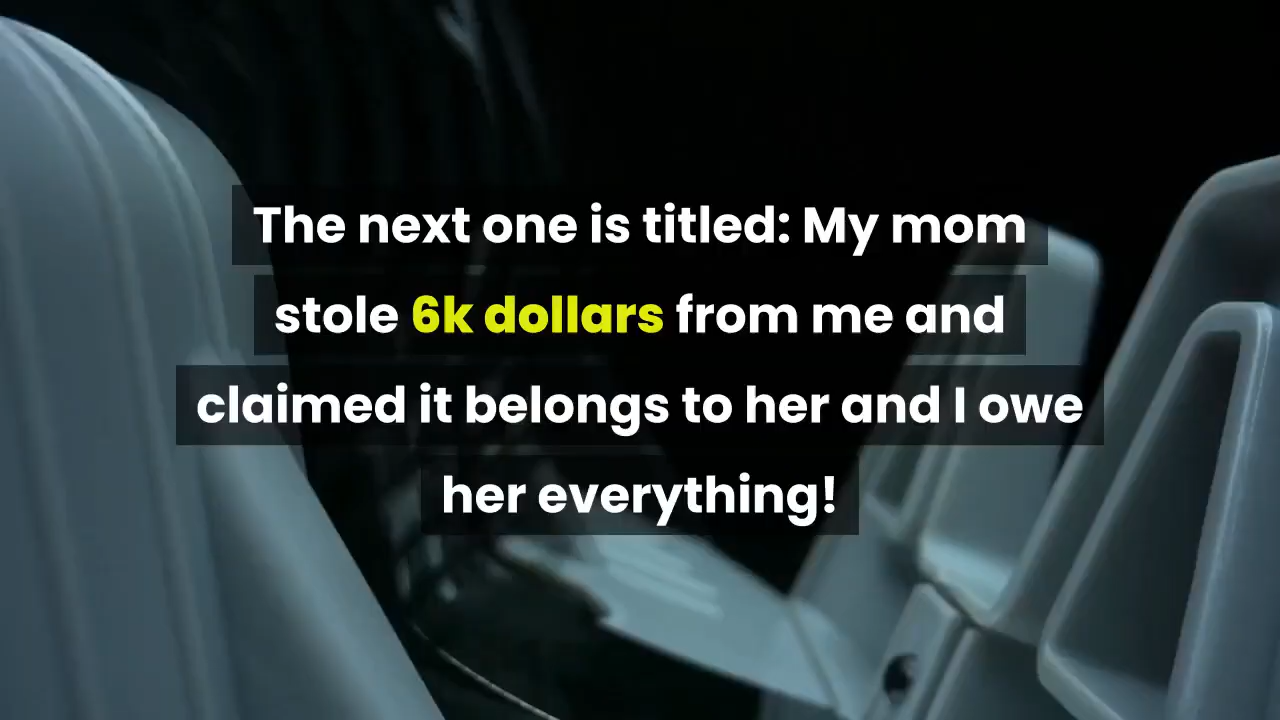 The next one is titled: My mom
stole 6k dollars from me and
claimed it belongs to her and I owe
her everything!